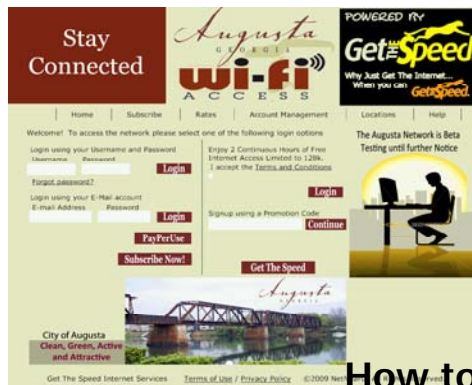 Stay
Connected
Augusta
GEORGIA
wi-fi
ACCESS
POWERED BY
Get THE Speed
Why Just Get The Internet...
When you can GetTheSpeed.
Home | Subscribe | Rates | Account Management | Locations | Help
Welcome! To access the network please select one of the following login options
Login using your Username and Password
Username Password
Login
Forgot password?
Login using your E-Mail account
E-mail Address Password
Login
PayPerUse
Subscribe Now!
Enjoy 2 Continuous Hours of Free
Internet Access Limited to 128k.
I accept the Terms and Conditions
Login
Signup using a Promotion Code
Continue
Get The Speed
The Augusta Network is Beta
Testing until further Notice
Augusta
GEORGIA
City of Augusta
Clean, Green, Active
and Attractive
Get The Speed Internet Services Terms of Use / Privacy Policy ©2009
How to